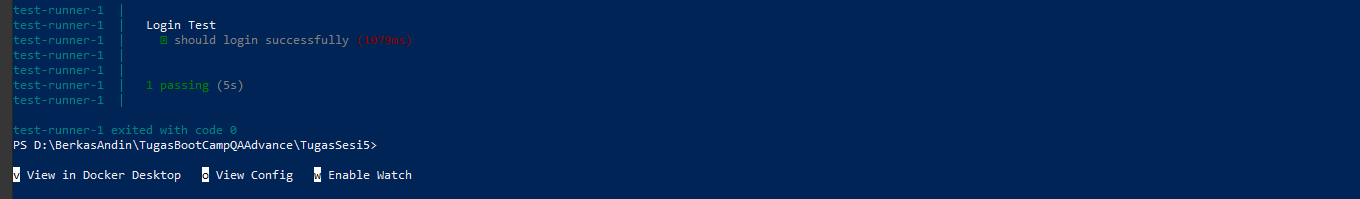 test-runner-1  |
test-runner-1  |   Login Test
test-runner-1  |     should login successfully (1079ms)
test-runner-1  |
test-runner-1  |
test-runner-1  |   1 passing (5s)
test-runner-1  |
test-runner-1 exited with code 0
PS D:\BerkasAndin\TugasBootCampQAAdvance\TugasSesi5>
v View in Docker Desktop   o View Config   w Enable Watch